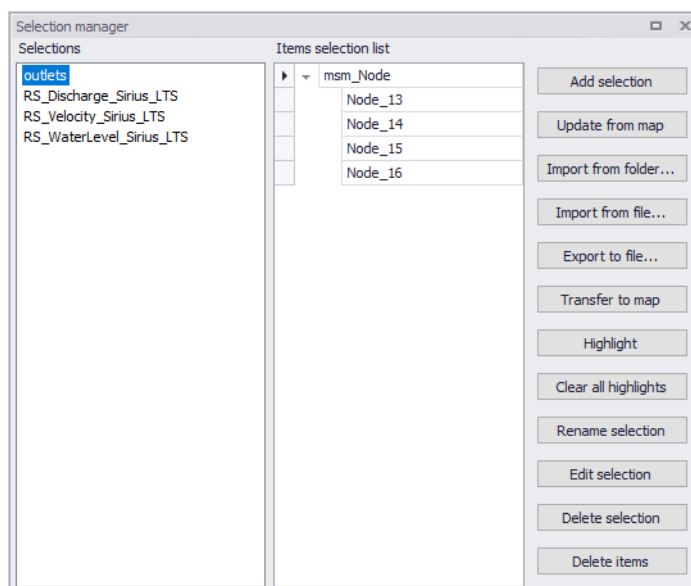 Selection manager
Selections
Items selection list
outlets
RS_Discharge_Sirius_LTS
RS_Velocity_Sirius_LTS
RS_WaterLevel_Sirius_LTS
msm_Node
Node_13
Node_14
Node_15
Node_16
Add selection
Update from map
Import from folder...
Import from file...
Export to file...
Transfer to map
Highlight
Clear all highlights
Rename selection
Edit selection
Delete selection
Delete items